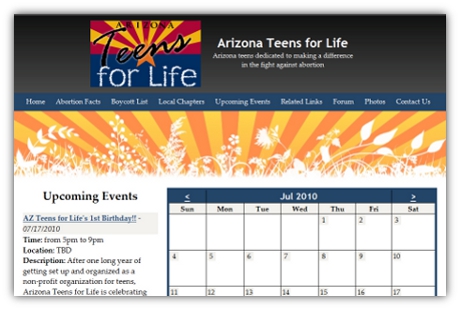 ARIZONA
Teens
for Life
Arizona Teens for Life
Arizona teens dedicated to making a difference
in the fight against abortion
Home Abortion Facts Boycott List Local Chapters Upcoming Events Related Links Forum Photos Contact Us
Upcoming Events
AZ Teens for Life's 1st Birthday!! -
07/17/2010
Time: from 5pm to 9pm
Location: TBD
Description: After one long year of
getting set up and organized as a
non-profit organization for teens,
Arizona Teens for Life is celebrating
< Jul 2010 >
Sun Mon Tue Wed Thu Fri Sat
1 2 3
4 5 6 7 8 9 10
11 12 13 14 15 16 17